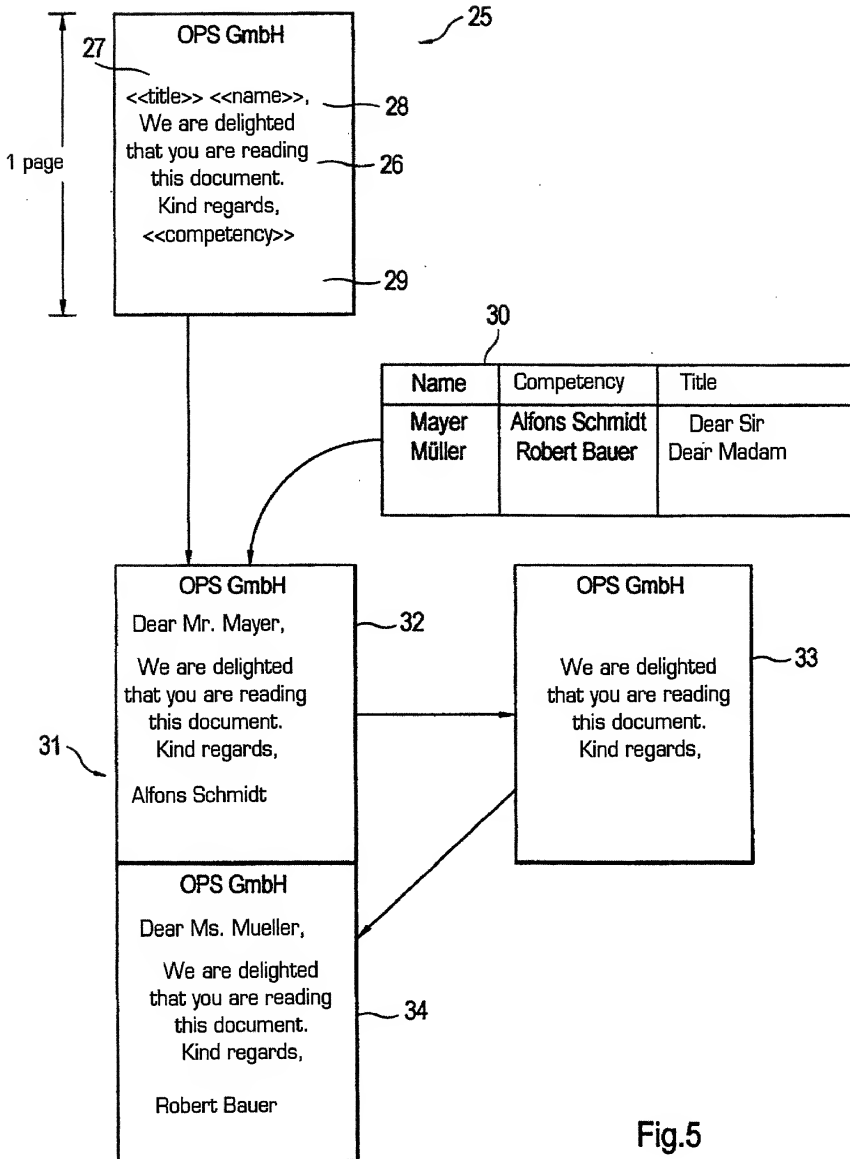 OPS GmbH
25
27
<<title>> <<name>>,
28
We are delighted
that you are reading
26
this document.
Kind regards,
<<competency>>
29
1 page
30
Name Competency Title
Mayer Alfons Schmidt Dear Sir
Müller Robert Bauer Dear Madam
OPS GmbH
Dear Mr. Mayer,
32
We are delighted
that you are reading
this document.
Kind regards,
31
Alfons Schmidt
OPS GmbH
33
We are delighted
that you are reading
this document.
Kind regards,
OPS GmbH
Dear Ms. Mueller,
We are delighted
that you are reading
this document.
34
Kind regards,
Robert Bauer
Fig.5